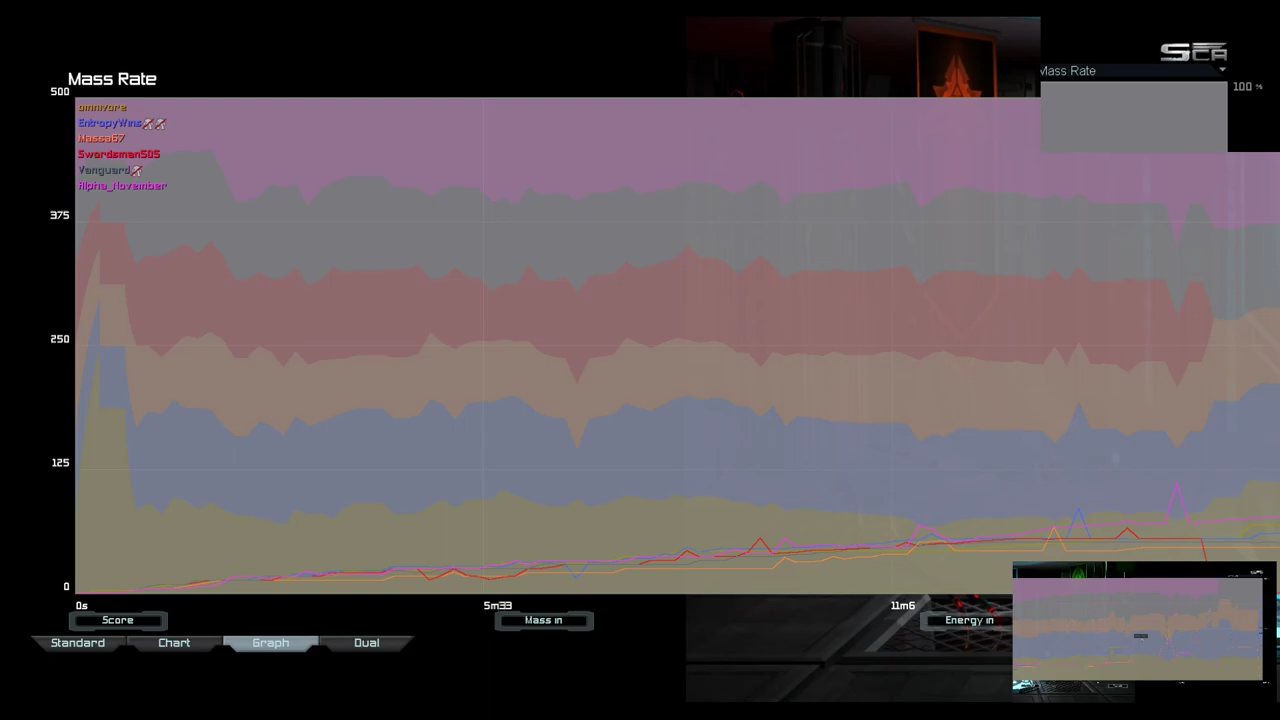 SCA
Mass Rate
Mass Rate
500
100 %
omnivore
EntropyWins
Massa67
Swordsman505
Vanguard
Alpha_November
375
250
125
0
0s
5m33
11m6
Score
Mass in
Energy in
Standard
Chart
Graph
Dual